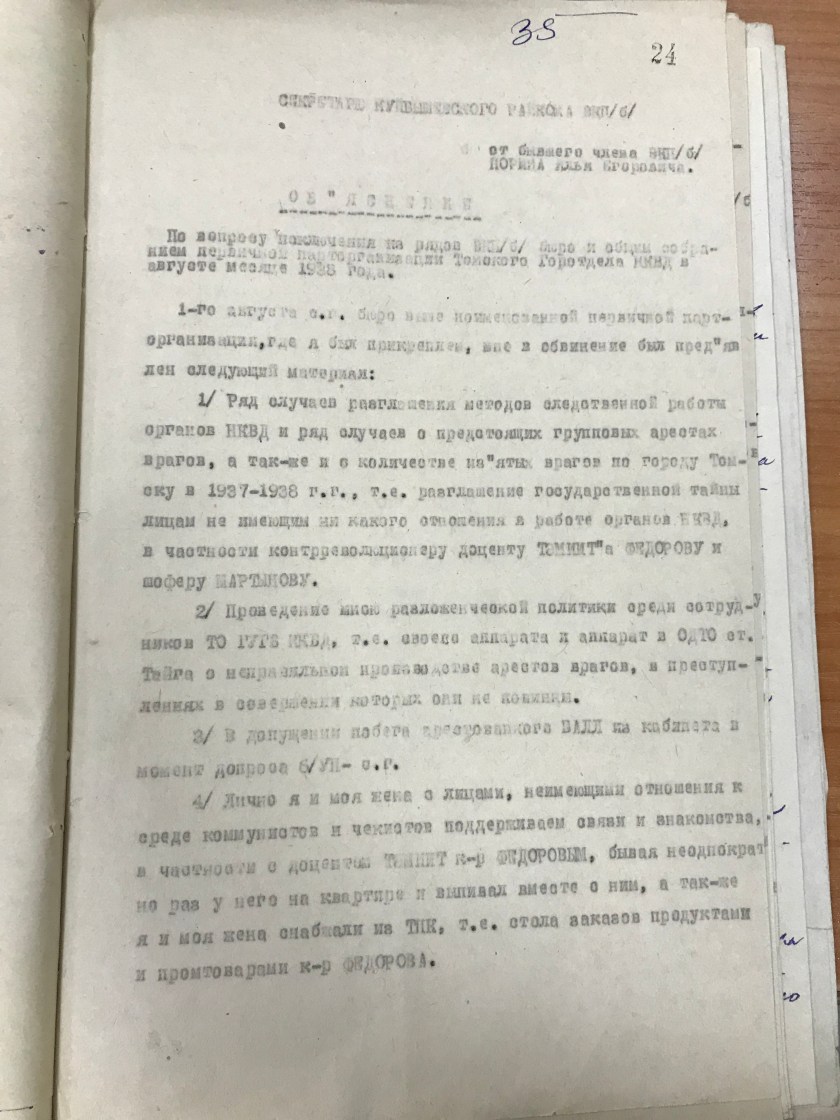 35
24
СЕКРЕТАРЮ КУЙБЫШЕВСКОГО РАЙКОМА ВКП/б/
от бывшего члена ВКП/б/
ПОРИНА Ильи Егоровича.
ОБ"ЯСНЕНИЕ
По вопросу исключения из рядов ВКП/б/ бюро и общим собра-
нием первичной парторганизации Томского Горотдела НКВД в
августе месяце 1938 года.
1-го августа с.г. бюро выше поименованной первичной парт-
организации,где я был прикреплен, мне в обвинение был пред"яв
лен следующий материал:
1/ Ряд случаев разглашения методов следственной работы
органов НКВД и ряд случаев о предстоящих групповых арестах
врагов, а так-же и о количестве из"ятых врагов по городу Том-
ску в 1937-1938 г.г., т.е. разглашение государственной тайны
лицам не имеющим ни какого отношения к работе органов НКВД,
в частности контрреволюционеру доценту ТЭМИИТ"а ФЕДОРОВУ и
шоферу МАРТЫНОВУ.
2/ Проведение мною разложенческой политики среди сотруд-
ников ТО ГУГБ НКВД, т.е. своего аппарата и аппарат в ОДТО ст.
Тайга о неправильном производстве арестов врагов, в преступ-
лениях в совершении которых они не повинны.
3/ В допущении побега арестованного ВАЛЛ из кабинета в
момент допроса 6/УП- с.г.
4/ Лично я и моя жена с лицами, неимеющими отношения к
среде коммунистов и чекистов поддерживаем связи и знакомства,
в частности с доцентом ТЭМИИТ к-р ФЕДОРОВЫМ, бывая неоднократ
но раз у него на квартире и выпивал вместе с ним, а так-же
я и моя жена снабжали из ТПК, т.е. стола заказов продуктами
и промтоварами к-р ФЕДОРОВА.